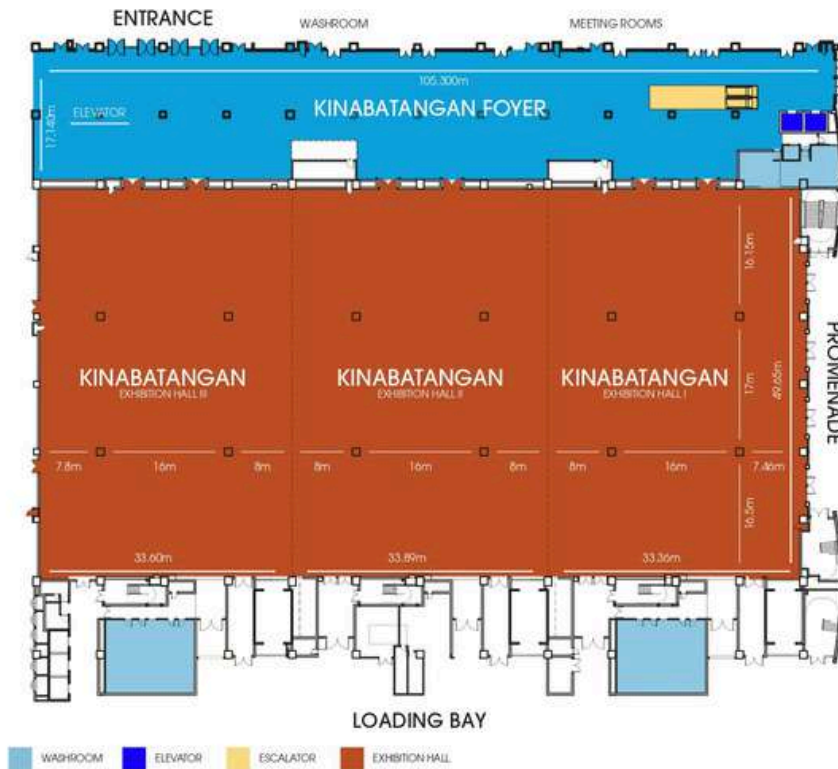 ENTRANCE
WASHROOM
MEETING ROOMS
105.300m
KINABATANGAN FOYER
ELEVATOR
17.140m
16.15m
PROMENADE
KINABATANGAN
EXHIBITION HALL III
KINABATANGAN
EXHIBITION HALL II
KINABATANGAN
EXHIBITION HALL I
17m
49.65m
7.8m
16m
8m
8m
16m
8m
8m
16m
7.46m
16.5m
33.60m
33.89m
33.36m
LOADING BAY
WASHROOM
ELEVATOR
ESCALATOR
EXHIBITION HALL